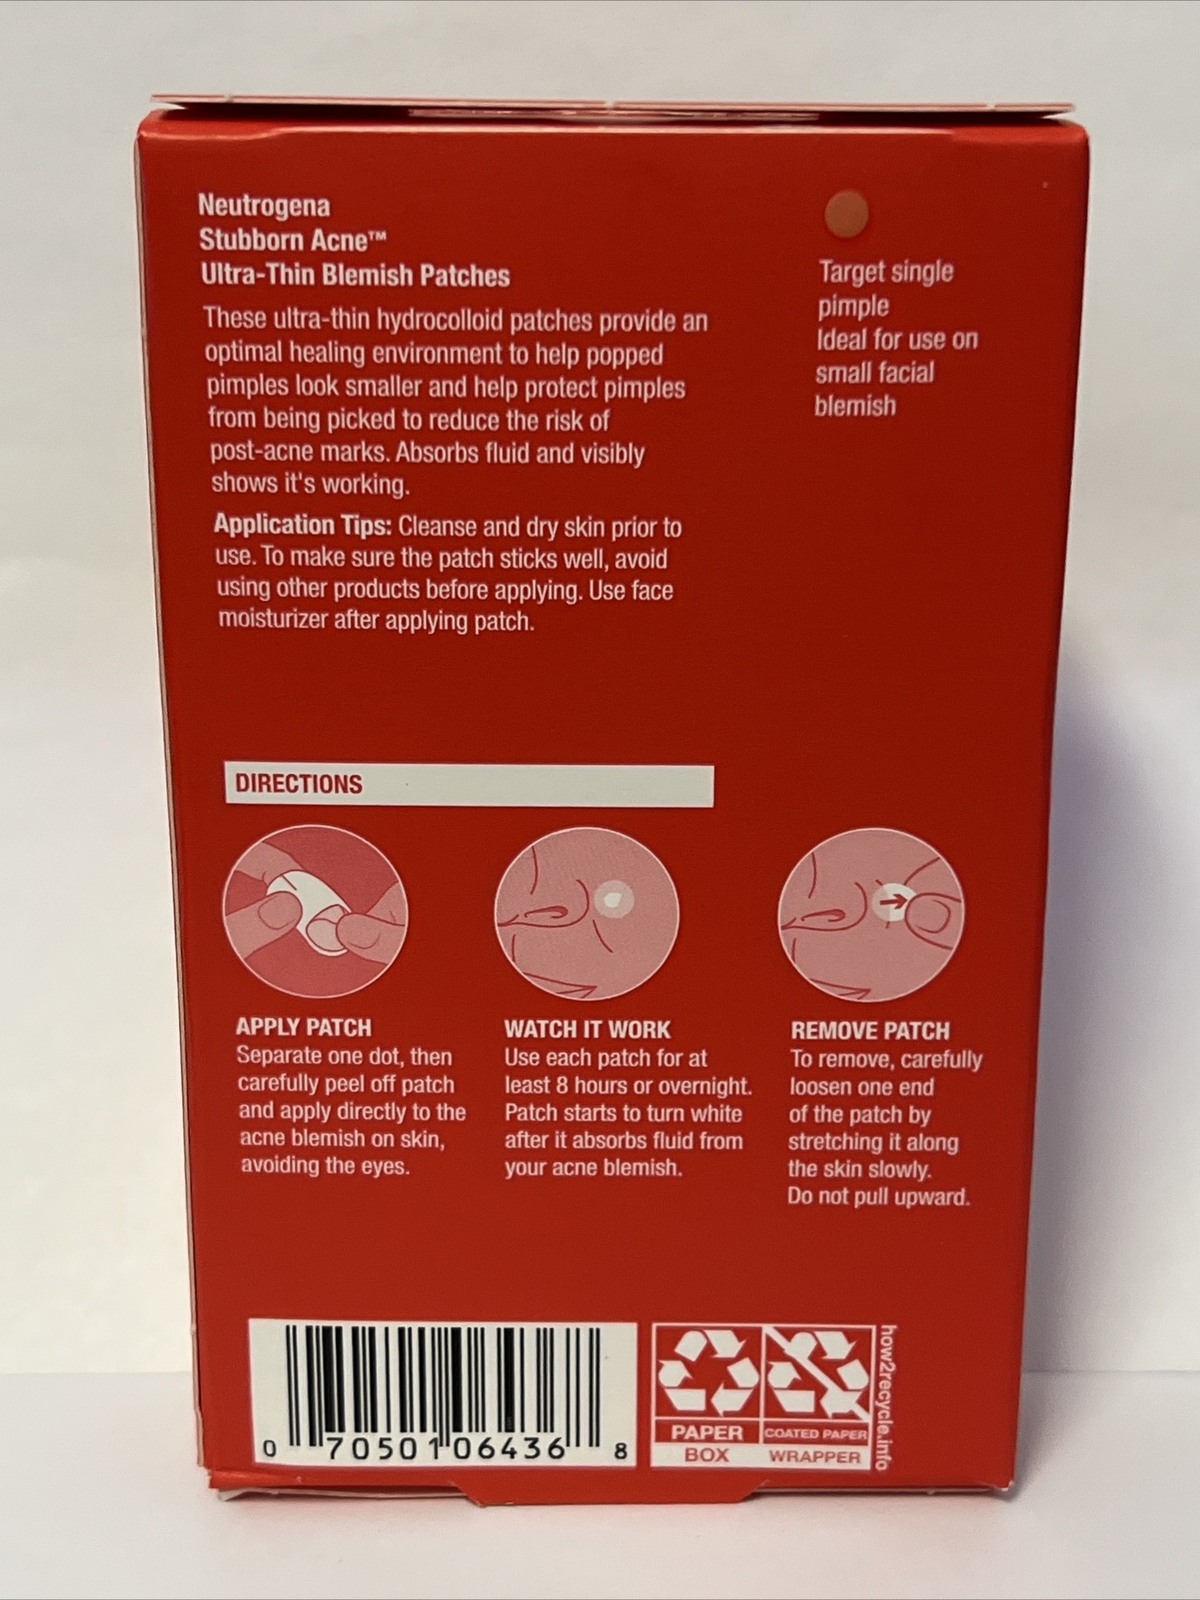 Neutrogena
Stubborn Acne™
Ultra-Thin Blemish Patches
These ultra-thin hydrocolloid patches provide an
optimal healing environment to help popped
pimples look smaller and help protect pimples
from being picked to reduce the risk of
post-acne marks. Absorbs fluid and visibly
shows it's working.
Application Tips: Cleanse and dry skin prior to
use. To make sure the patch sticks well, avoid
using other products before applying. Use face
moisturizer after applying patch.
Target single
pimple
Ideal for use on
small facial
blemish
DIRECTIONS
APPLY PATCH
Separate one dot, then
carefully peel off patch
and apply directly to the
acne blemish on skin,
avoiding the eyes.
WATCH IT WORK
Use each patch for at
least 8 hours or overnight.
Patch starts to turn white
after it absorbs fluid from
your acne blemish.
REMOVE PATCH
To remove, carefully
loosen one end
of the patch by
stretching it along
the skin slowly.
Do not pull upward.
0 70501 06436 8
PAPER
BOX
COATED PAPER
WRAPPER
how2recycle.info